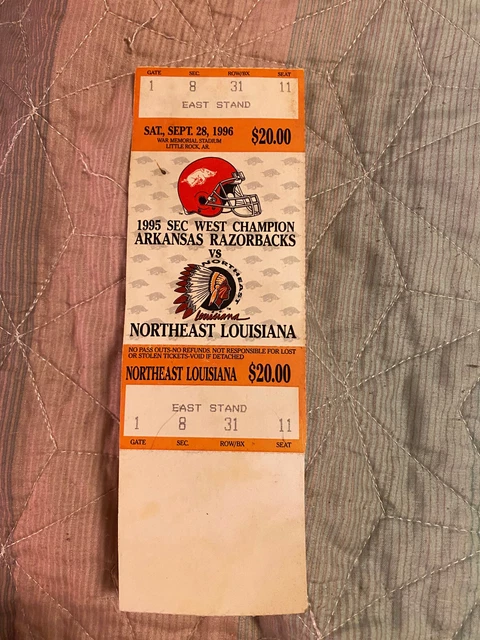 GATE SEC. ROW/BX SEAT
1 8 31 11
EAST STAND
SAT., SEPT. 28, 1996 $20.00
WAR MEMORIAL STADIUM
LITTLE ROCK, AR.
1995 SEC WEST CHAMPION
ARKANSAS RAZORBACKS
VS
NORTHEAST
Louisiana
NORTHEAST LOUISIANA
NO PASS OUTS-NO REFUNDS NOT RESPONSIBLE FOR LOST
OR STOLEN TICKETS-VOID IF DETACHED
NORTHEAST LOUISIANA $20.00
EAST STAND
1 8 31 11
GATE SEC. ROW/BX SEAT